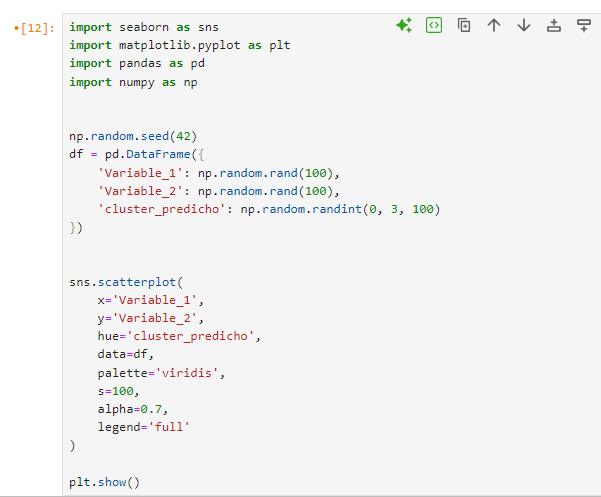 •[12]:
import seaborn as sns
import matplotlib.pyplot as plt
import pandas as pd
import numpy as np
np.random.seed(42)
df = pd.DataFrame({
    'Variable_1': np.random.rand(100),
    'Variable_2': np.random.rand(100),
    'cluster_predicho': np.random.randint(0, 3, 100)
})
sns.scatterplot(
    x='Variable_1',
    y='Variable_2',
    hue='cluster_predicho',
    data=df,
    palette='viridis',
    s=100,
    alpha=0.7,
    legend='full'
)
plt.show()